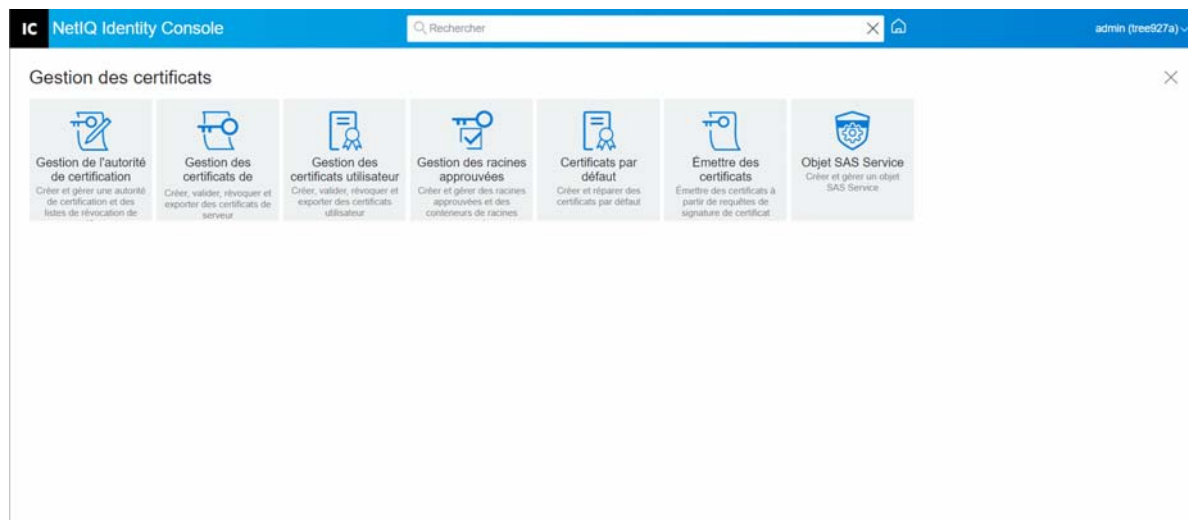 IC NetIQ Identity Console
Rechercher
admin (tree927a)
Gestion des certificats
Gestion de l'autorité
de certification
Créer et gérer une autorité
de certification et des
listes de révocation de
Gestion des
certificats de
Créer, valider, révoquer et
exporter des certificats de
serveur
Gestion des
certificats utilisateur
Créer, valider, révoquer et
exporter des certificats
utilisateur
Gestion des racines
approuvées
Créer et gérer des racines
approuvées et des
conteneurs de racines
Certificats par
défaut
Créer et réparer des
certificats par défaut
Émettre des
certificats
Émettre des certificats à
partir de requêtes de
signature de certificat
Objet SAS Service
Créer et gérer un objet
SAS Service